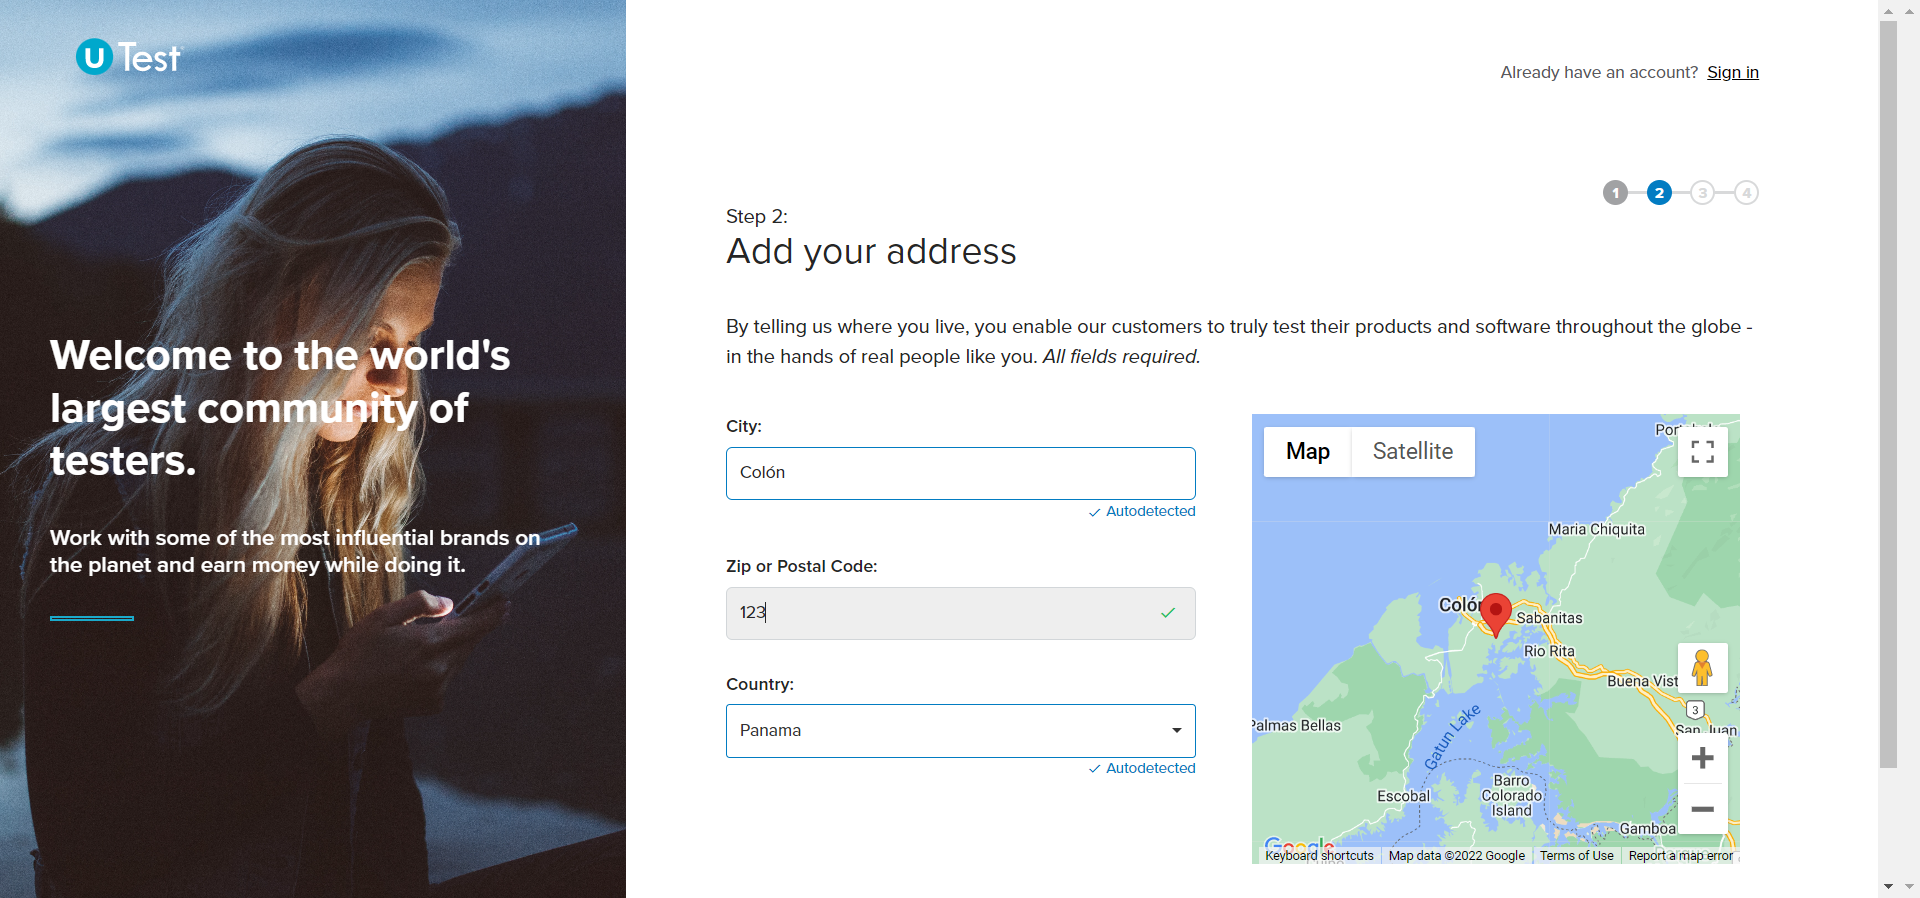 U Test
Welcome to the world's
largest community of
testers.
Work with some of the most influential brands on
the planet and earn money while doing it.
Already have an account? Sign in
1 2 3 4
Step 2:
Add your address
By telling us where you live, you enable our customers to truly test their products and software throughout the globe -
in the hands of real people like you. All fields required.
City:
Colón
Autodetected
Zip or Postal Code:
123
Country:
Panama
Autodetected
Map Satellite
Maria Chiquita
Sabanitas
Rio Rita
Buena Vist
3
San Juan
Palmas Bellas
Gatun Lake
Barro
Colorado
Island
Escobal
Gamboa
Google
Keyboard shortcuts Map data ©2022 Google Terms of Use Report a map error